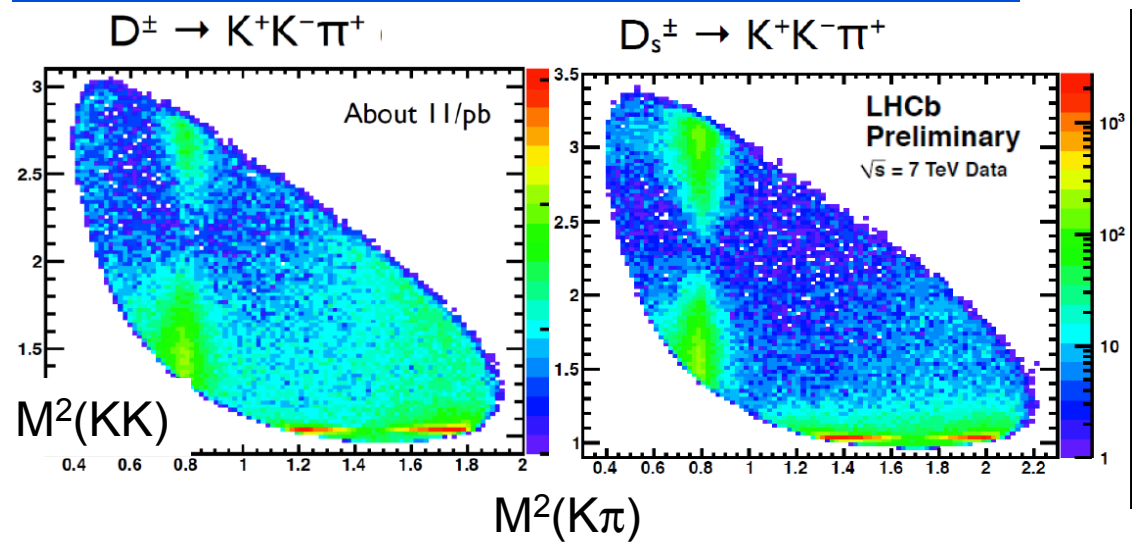 D± → K⁺K⁻π⁺
D_s± → K⁺K⁻π⁺
About 11/pb
LHCb
Preliminary
√s = 7 TeV Data
3
2.5
2
1.5
0.4 0.6 0.8 1 1.2 1.4 1.6 1.8 2
3.5
3
2.5
2
1.5
1
0.4 0.6 0.8 1 1.2 1.4 1.6 1.8 2 2.2
10³
10²
10
1
M²(KK)
M²(Kπ)